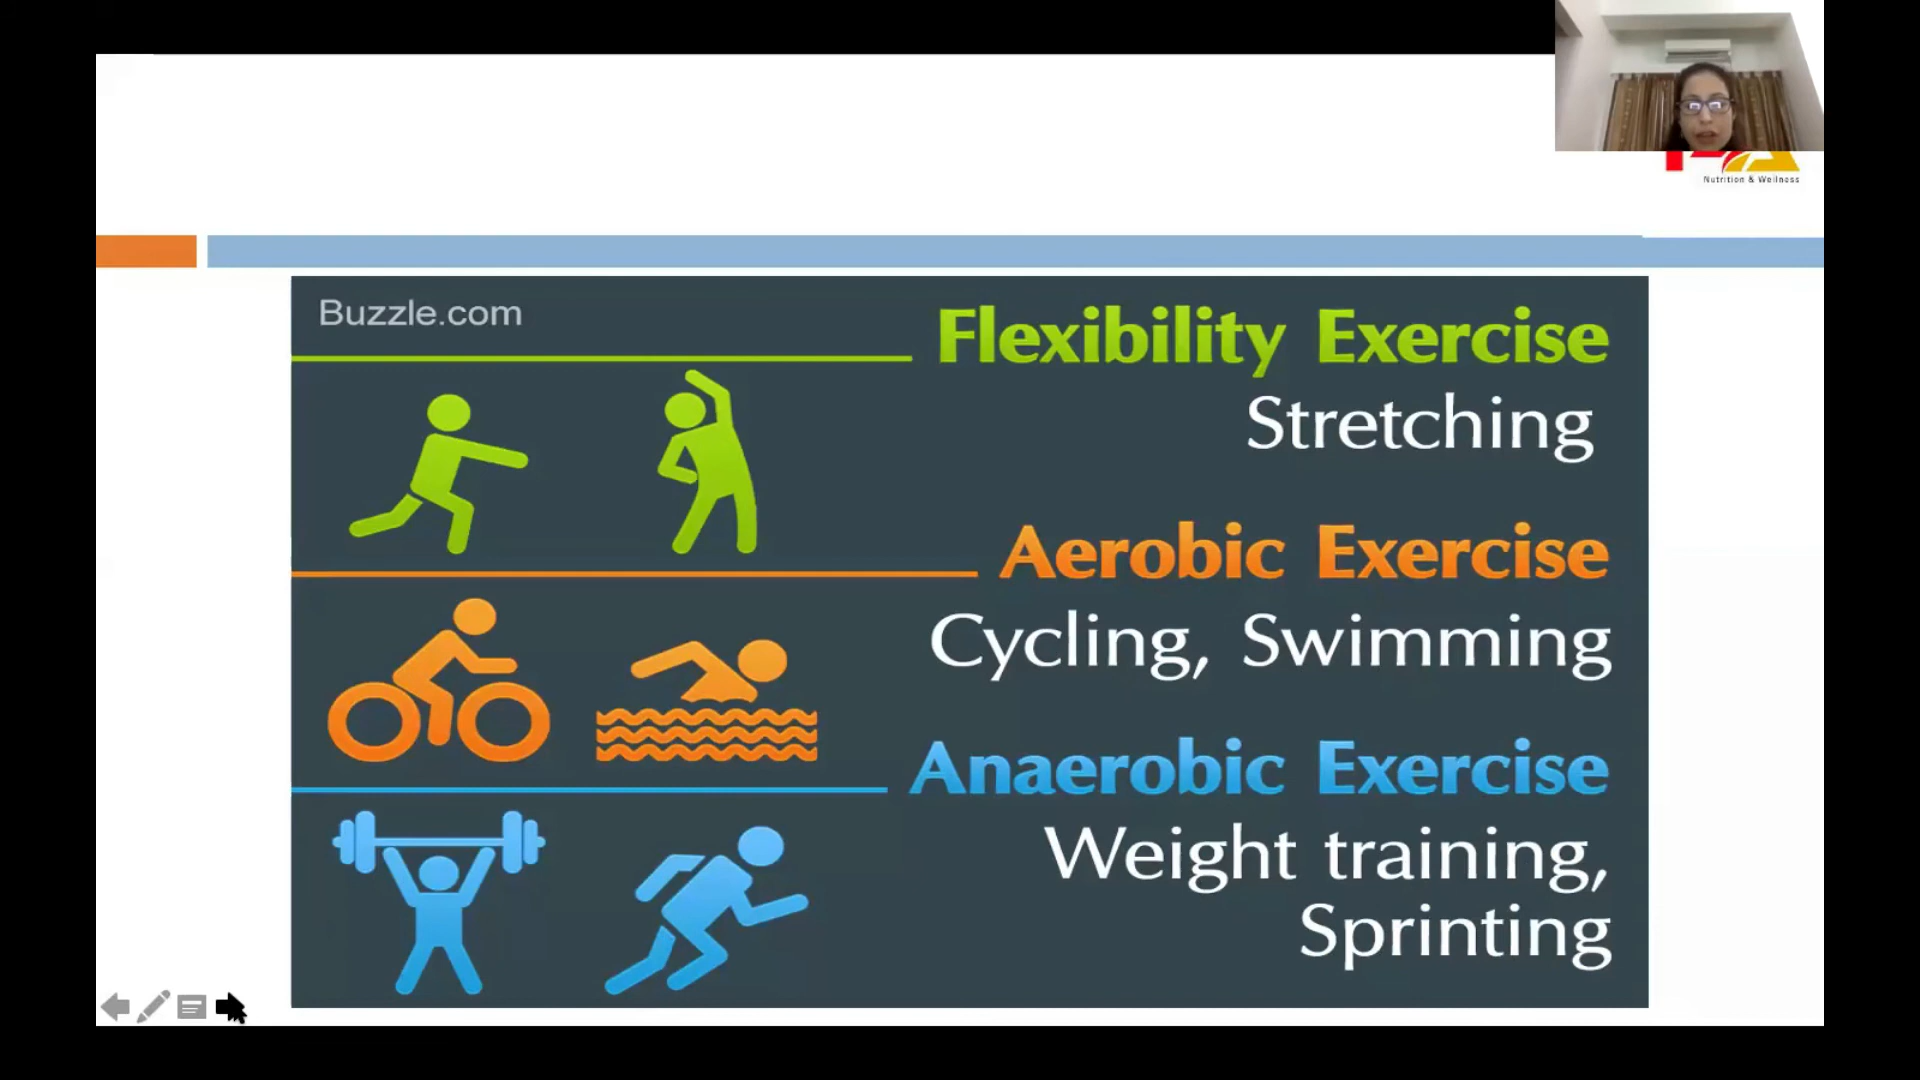 Nutrition & Wellness
Buzzle.com
Flexibility Exercise
Stretching
Aerobic Exercise
Cycling, Swimming
Anaerobic Exercise
Weight training,
Sprinting